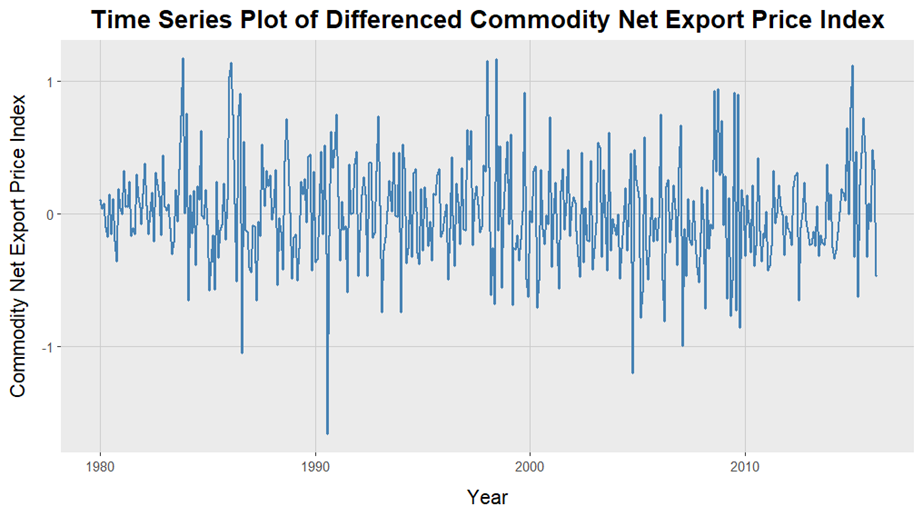 Time Series Plot of Differenced Commodity Net Export Price Index
Commodity Net Export Price Index
1
0
-1
1980
1990
2000
2010
Year